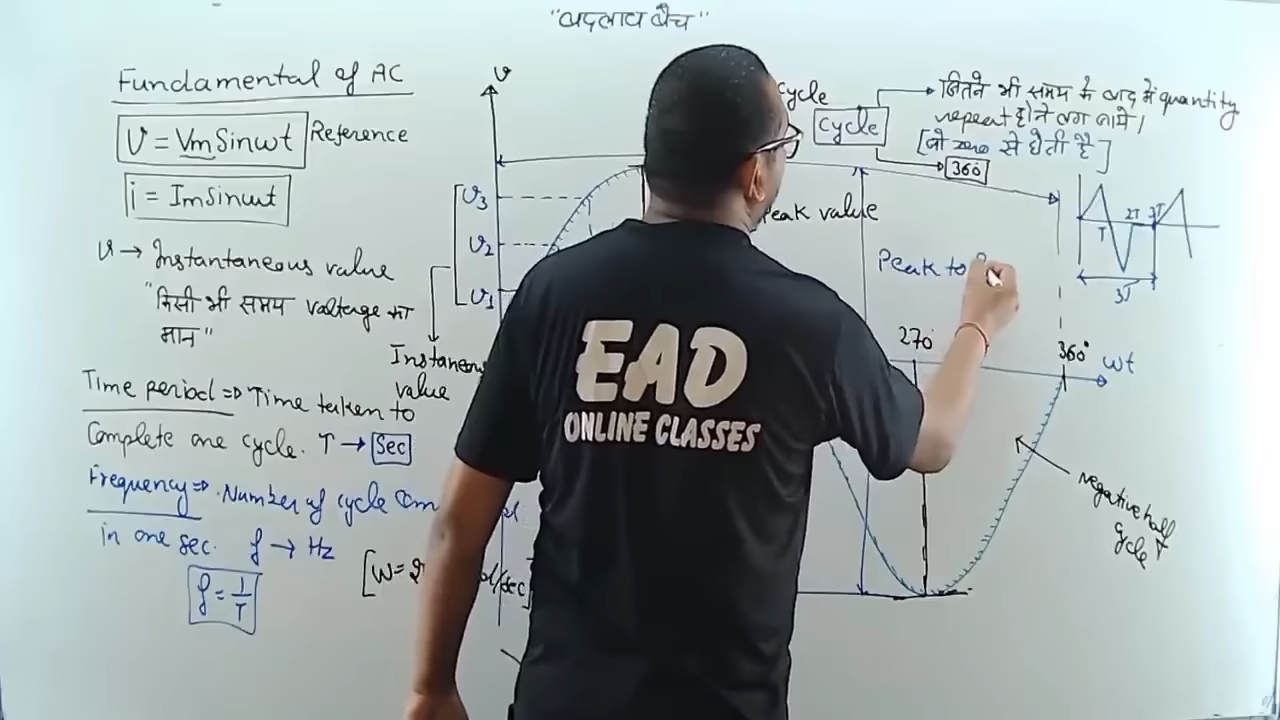 "बदलाव बैच"
Fundamental of AC
V = Vm Sinωt Reference
i = Im Sinωt
v → Instantaneous value
"किसी भी समय voltage का
मान"
Time period ⇒ Time taken to
Complete one cycle. T → Sec
Frequency ⇒ Number of cycle
in one sec. f → Hz
f = 1/T
[W=
/sec]
v
v3
v2
v1
Instantaneous
value
EAD
ONLINE CLASSES
cycle
cycle
जितने भी समय के बाद में quantity
repeat होने लग जाये।
[जो zero से होती है]
360°
Peak value
Peak to
T
2T
3T
3T
270°
360°
wt
negative half
cycle